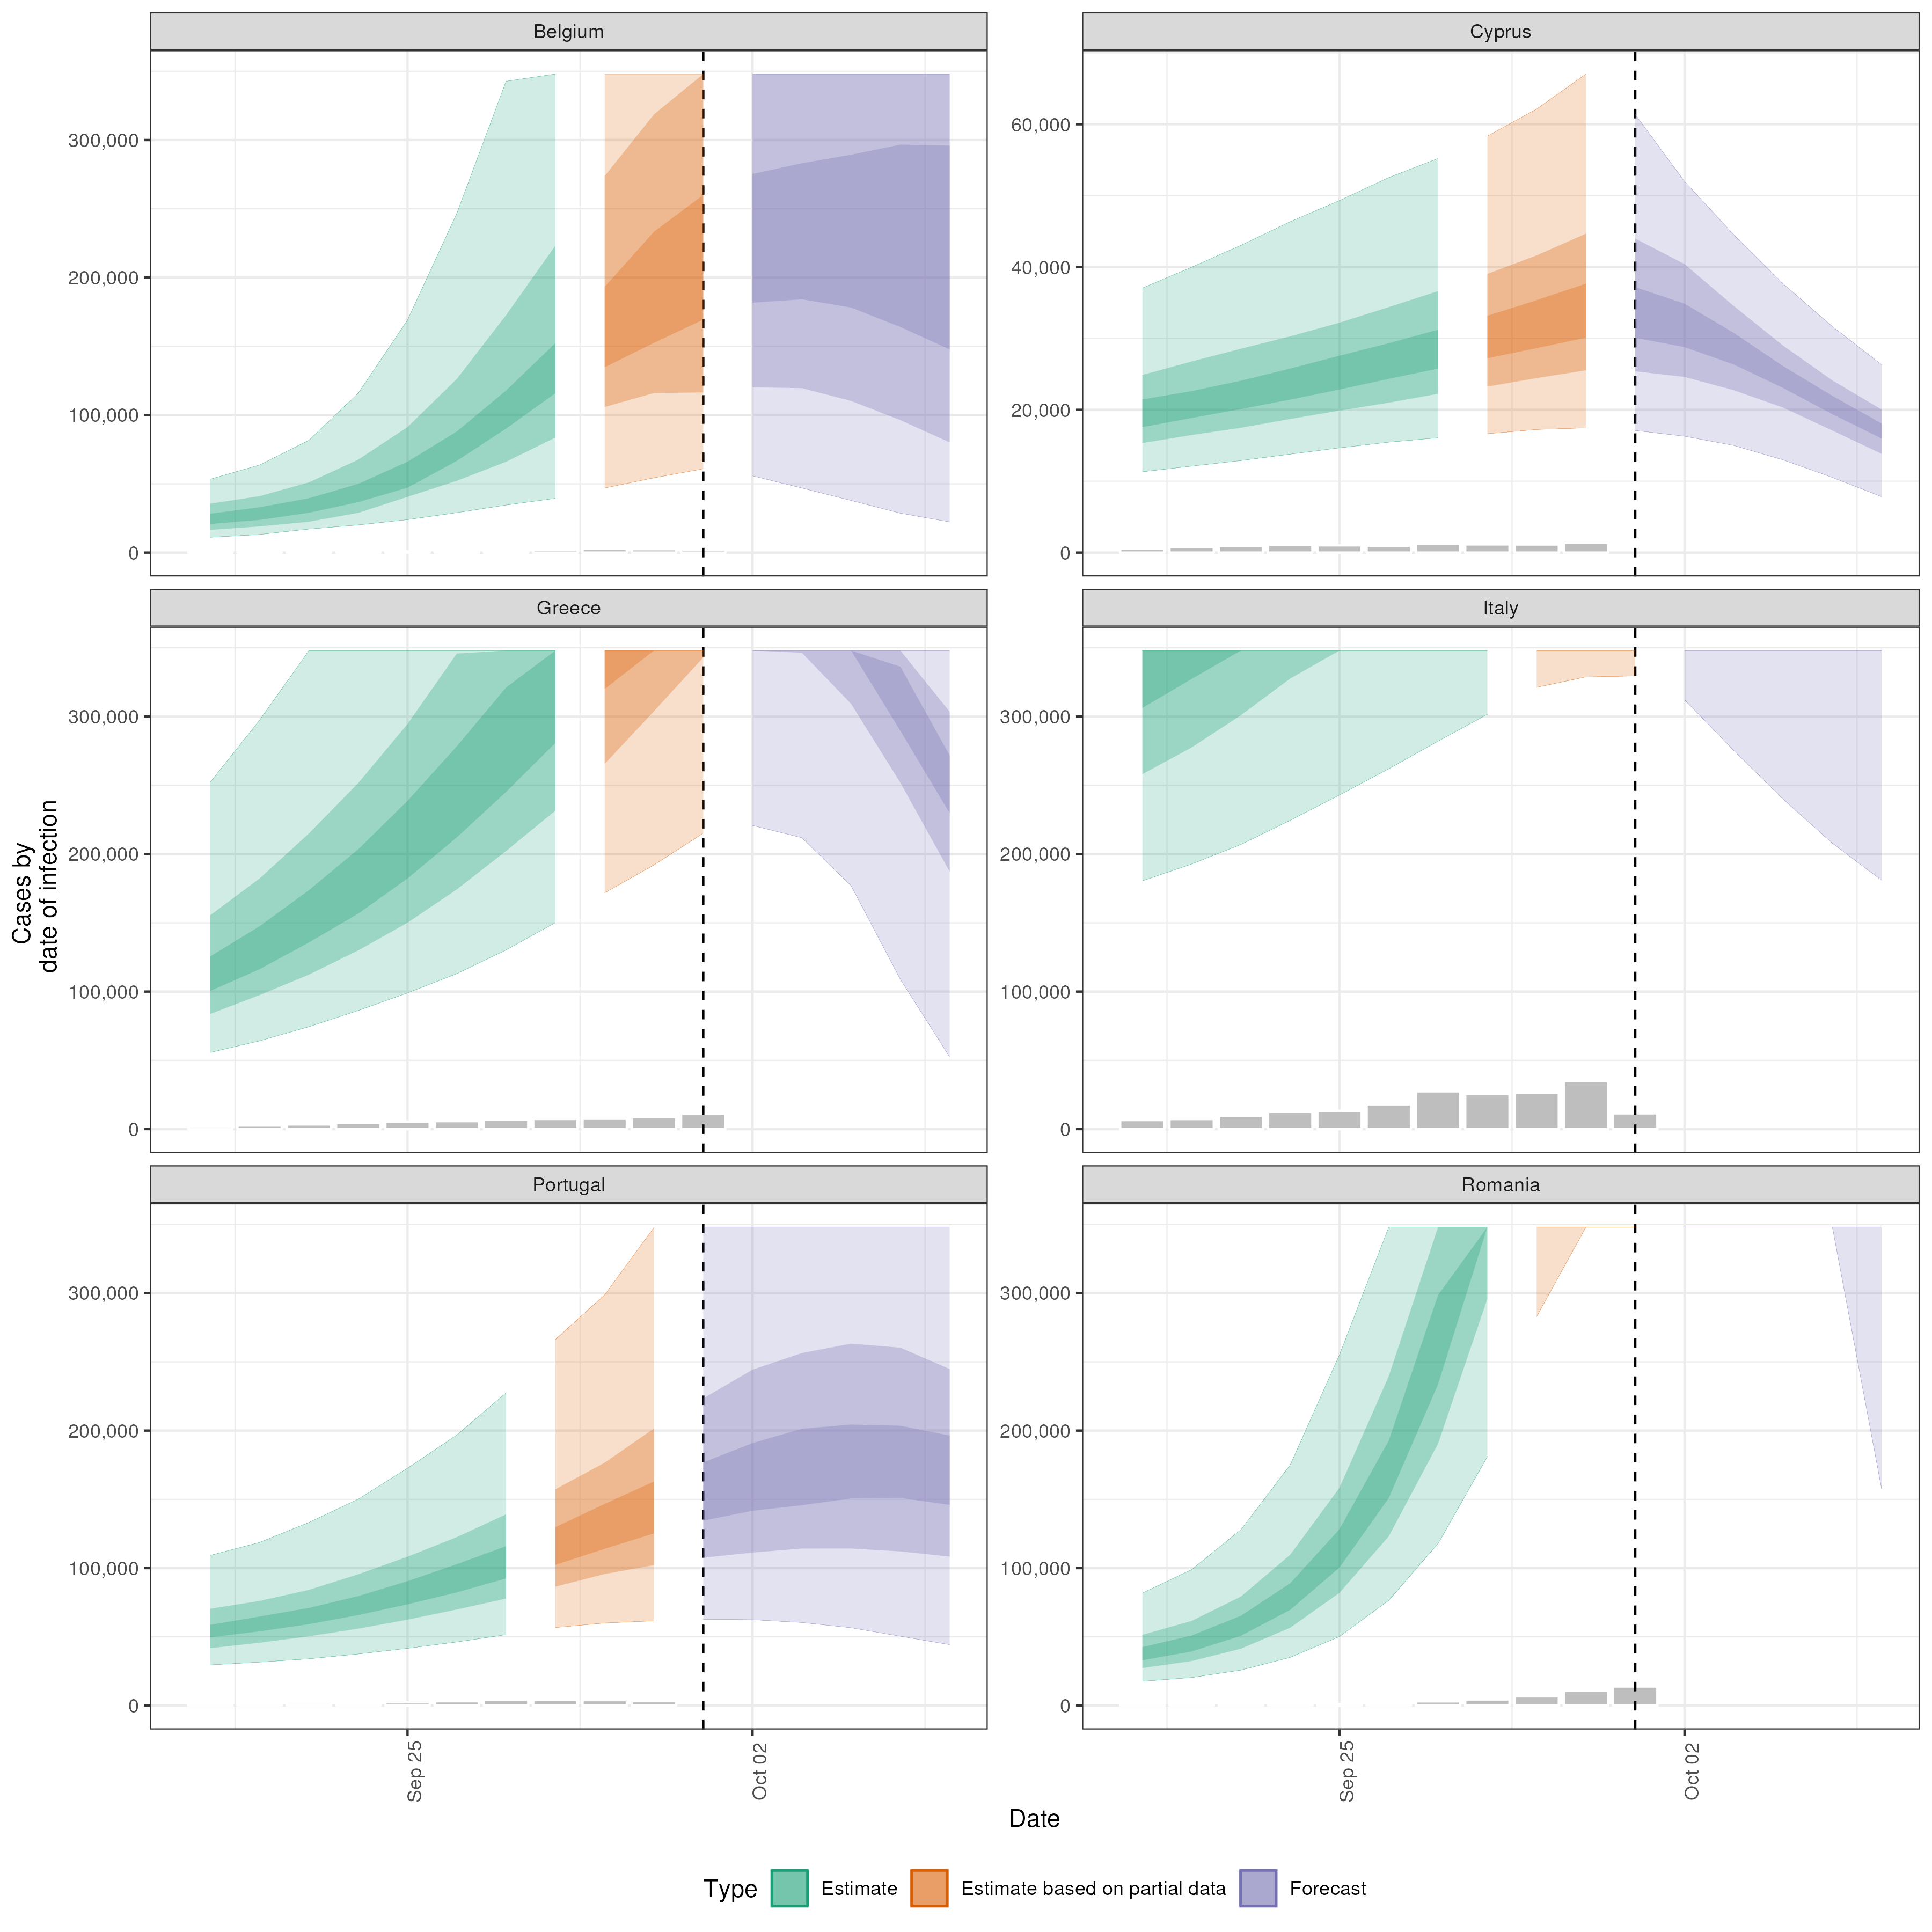 Belgium
Cyprus
300,000
200,000
100,000
0
60,000
40,000
20,000
0
Greece
Italy
300,000
200,000
100,000
0
300,000
200,000
100,000
0
Portugal
Romania
300,000
200,000
100,000
0
300,000
200,000
100,000
0
Cases by
date of infection
Sep 25
Oct 02
Sep 25
Oct 02
Date
Type
Estimate
Estimate based on partial data
Forecast